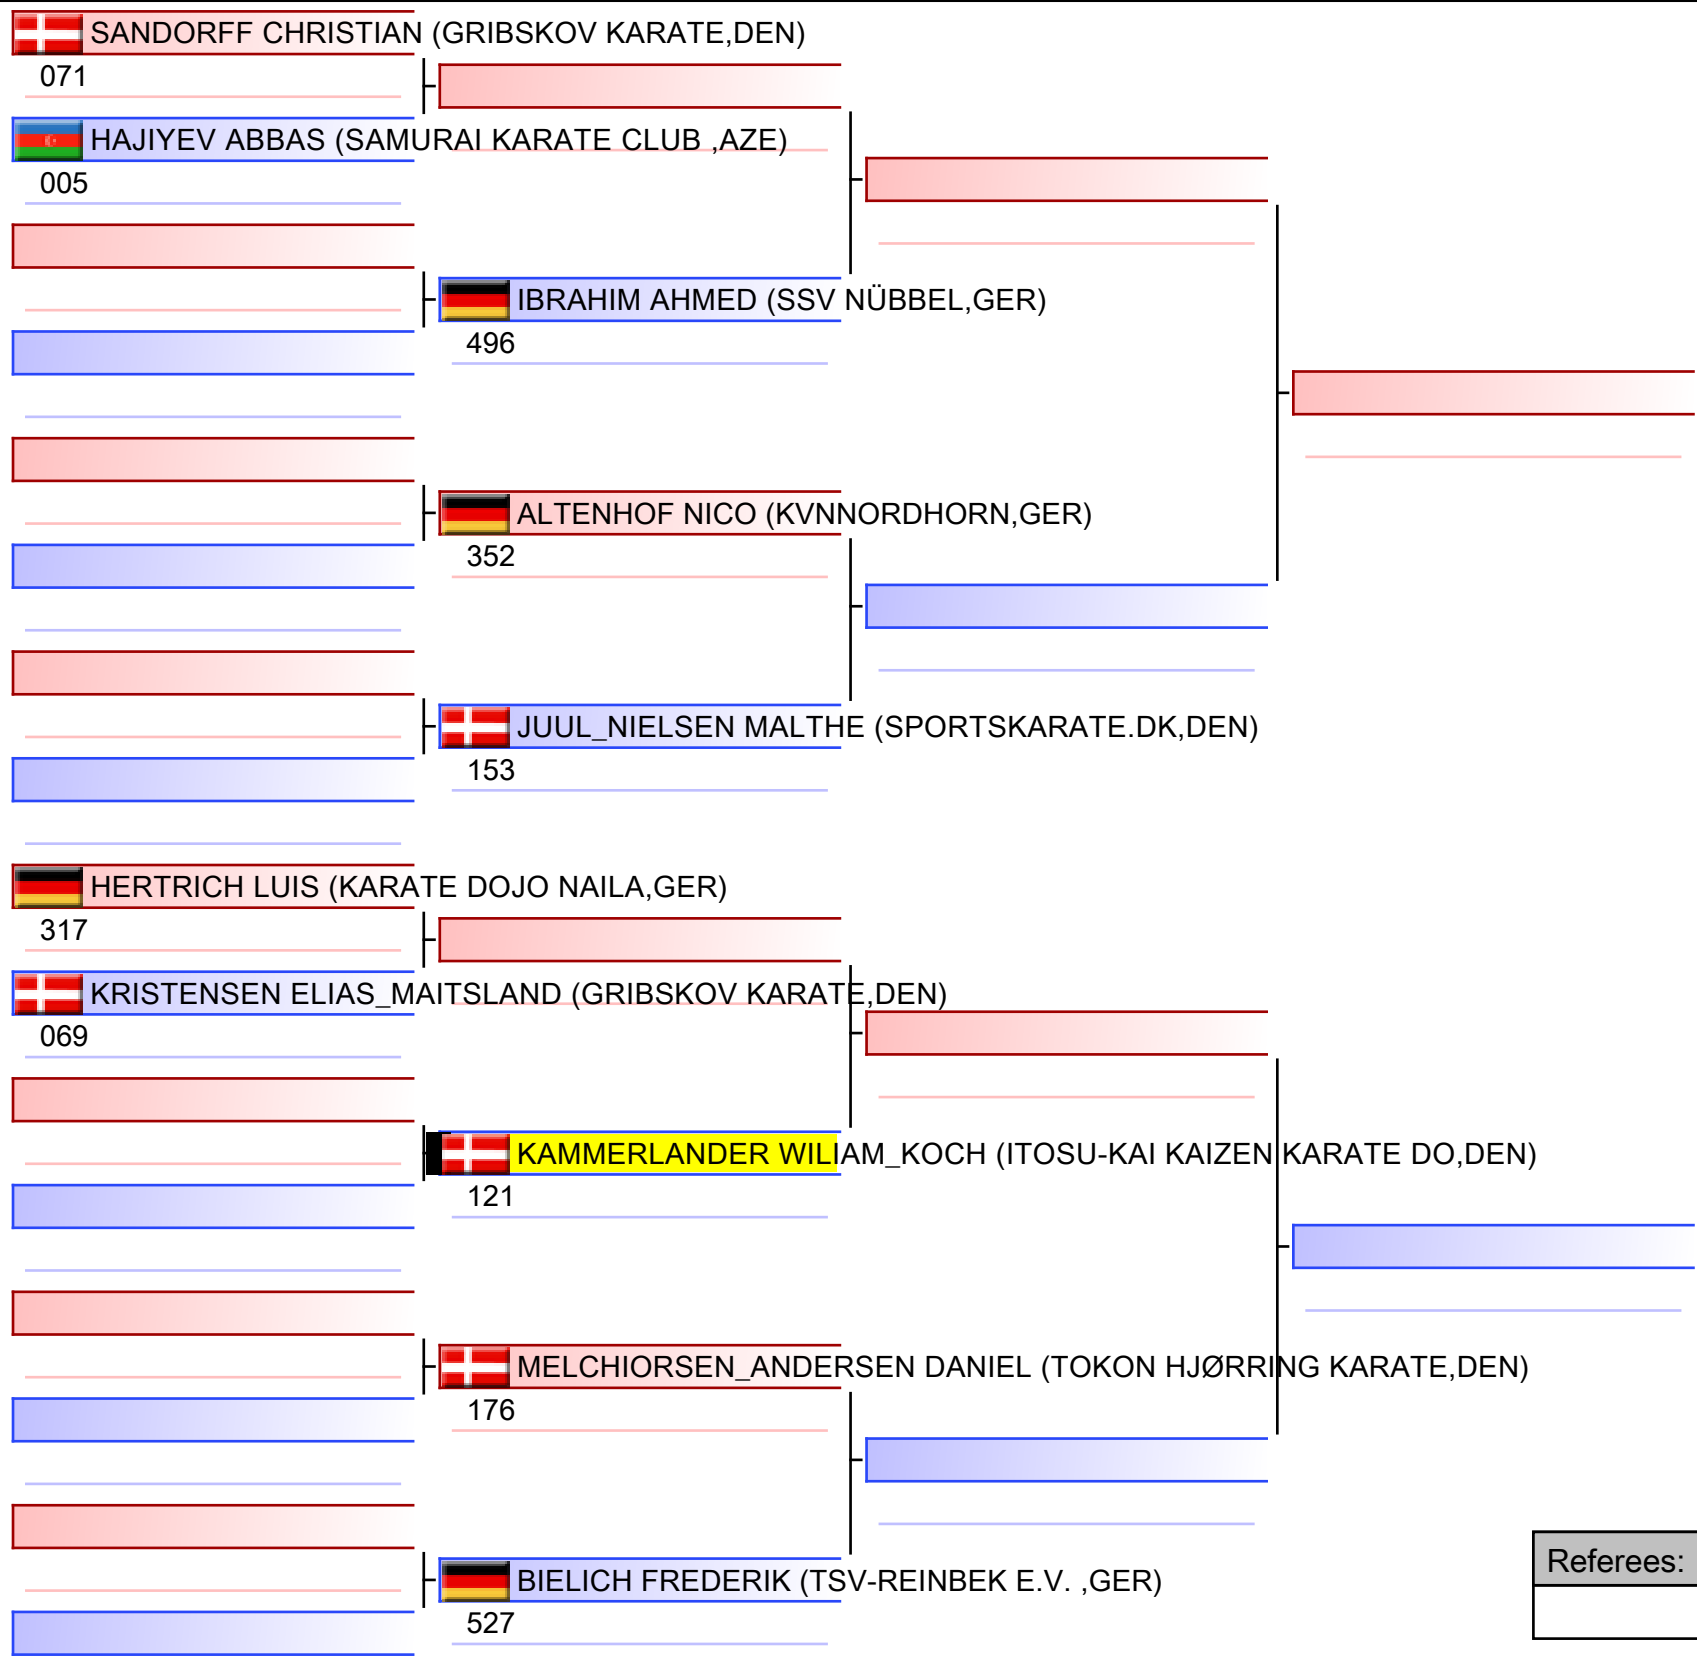 SANDORFF CHRISTIAN (GRIBSKOV KARATE,DEN)
071
HAJIYEV ABBAS (SAMURAI KARATE CLUB ,AZE)
005
IBRAHIM AHMED (SSV NÜBBEL,GER)
496
ALTENHOF NICO (KVNNORDHORN,GER)
352
JUUL_NIELSEN MALTHE (SPORTSKARATE.DK,DEN)
153
HERTRICH LUIS (KARATE DOJO NAILA,GER)
317
KRISTENSEN ELIAS_MAITSLAND (GRIBSKOV KARATE,DEN)
069
KAMMERLANDER WILIAM_KOCH (ITOSU-KAI KAIZEN KARATE DO,DEN)
121
MELCHIORSEN_ANDERSEN DANIEL (TOKON HJØRRING KARATE,DEN)
176
BIELICH FREDERIK (TSV-REINBEK E.V. ,GER)
527
Referees: